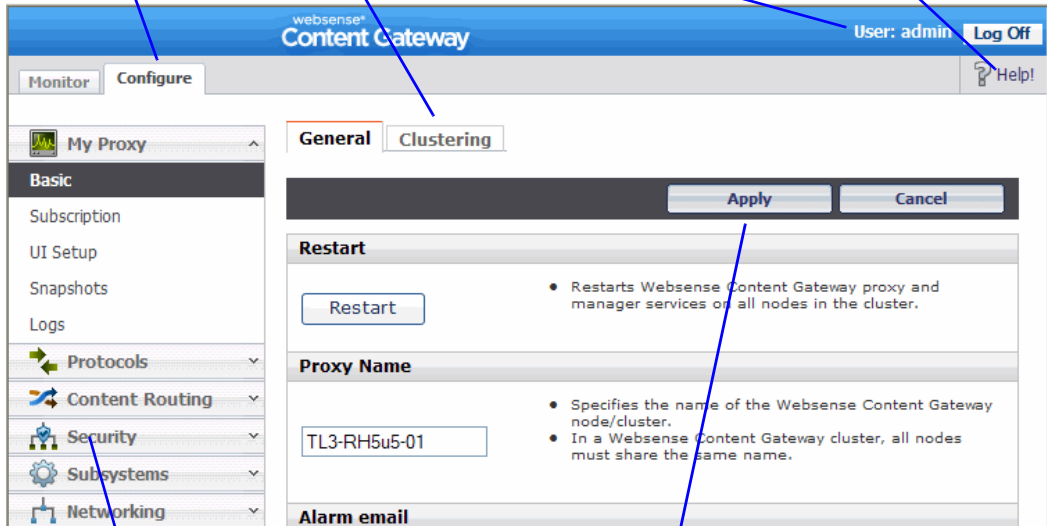 websense®
Content Gateway
User: admin
Log Off
Monitor
Configure
Help!
My Proxy
Basic
Subscription
UI Setup
Snapshots
Logs
Protocols
Content Routing
Security
Subsystems
Networking
General
Clustering
Apply
Cancel
Restart
Restart
• Restarts Websense Content Gateway proxy and
manager services on all nodes in the cluster.
Proxy Name
TL3-RH5u5-01
• Specifies the name of the Websense Content Gateway
node/cluster.
• In a Websense Content Gateway cluster, all nodes
must share the same name.
Alarm email